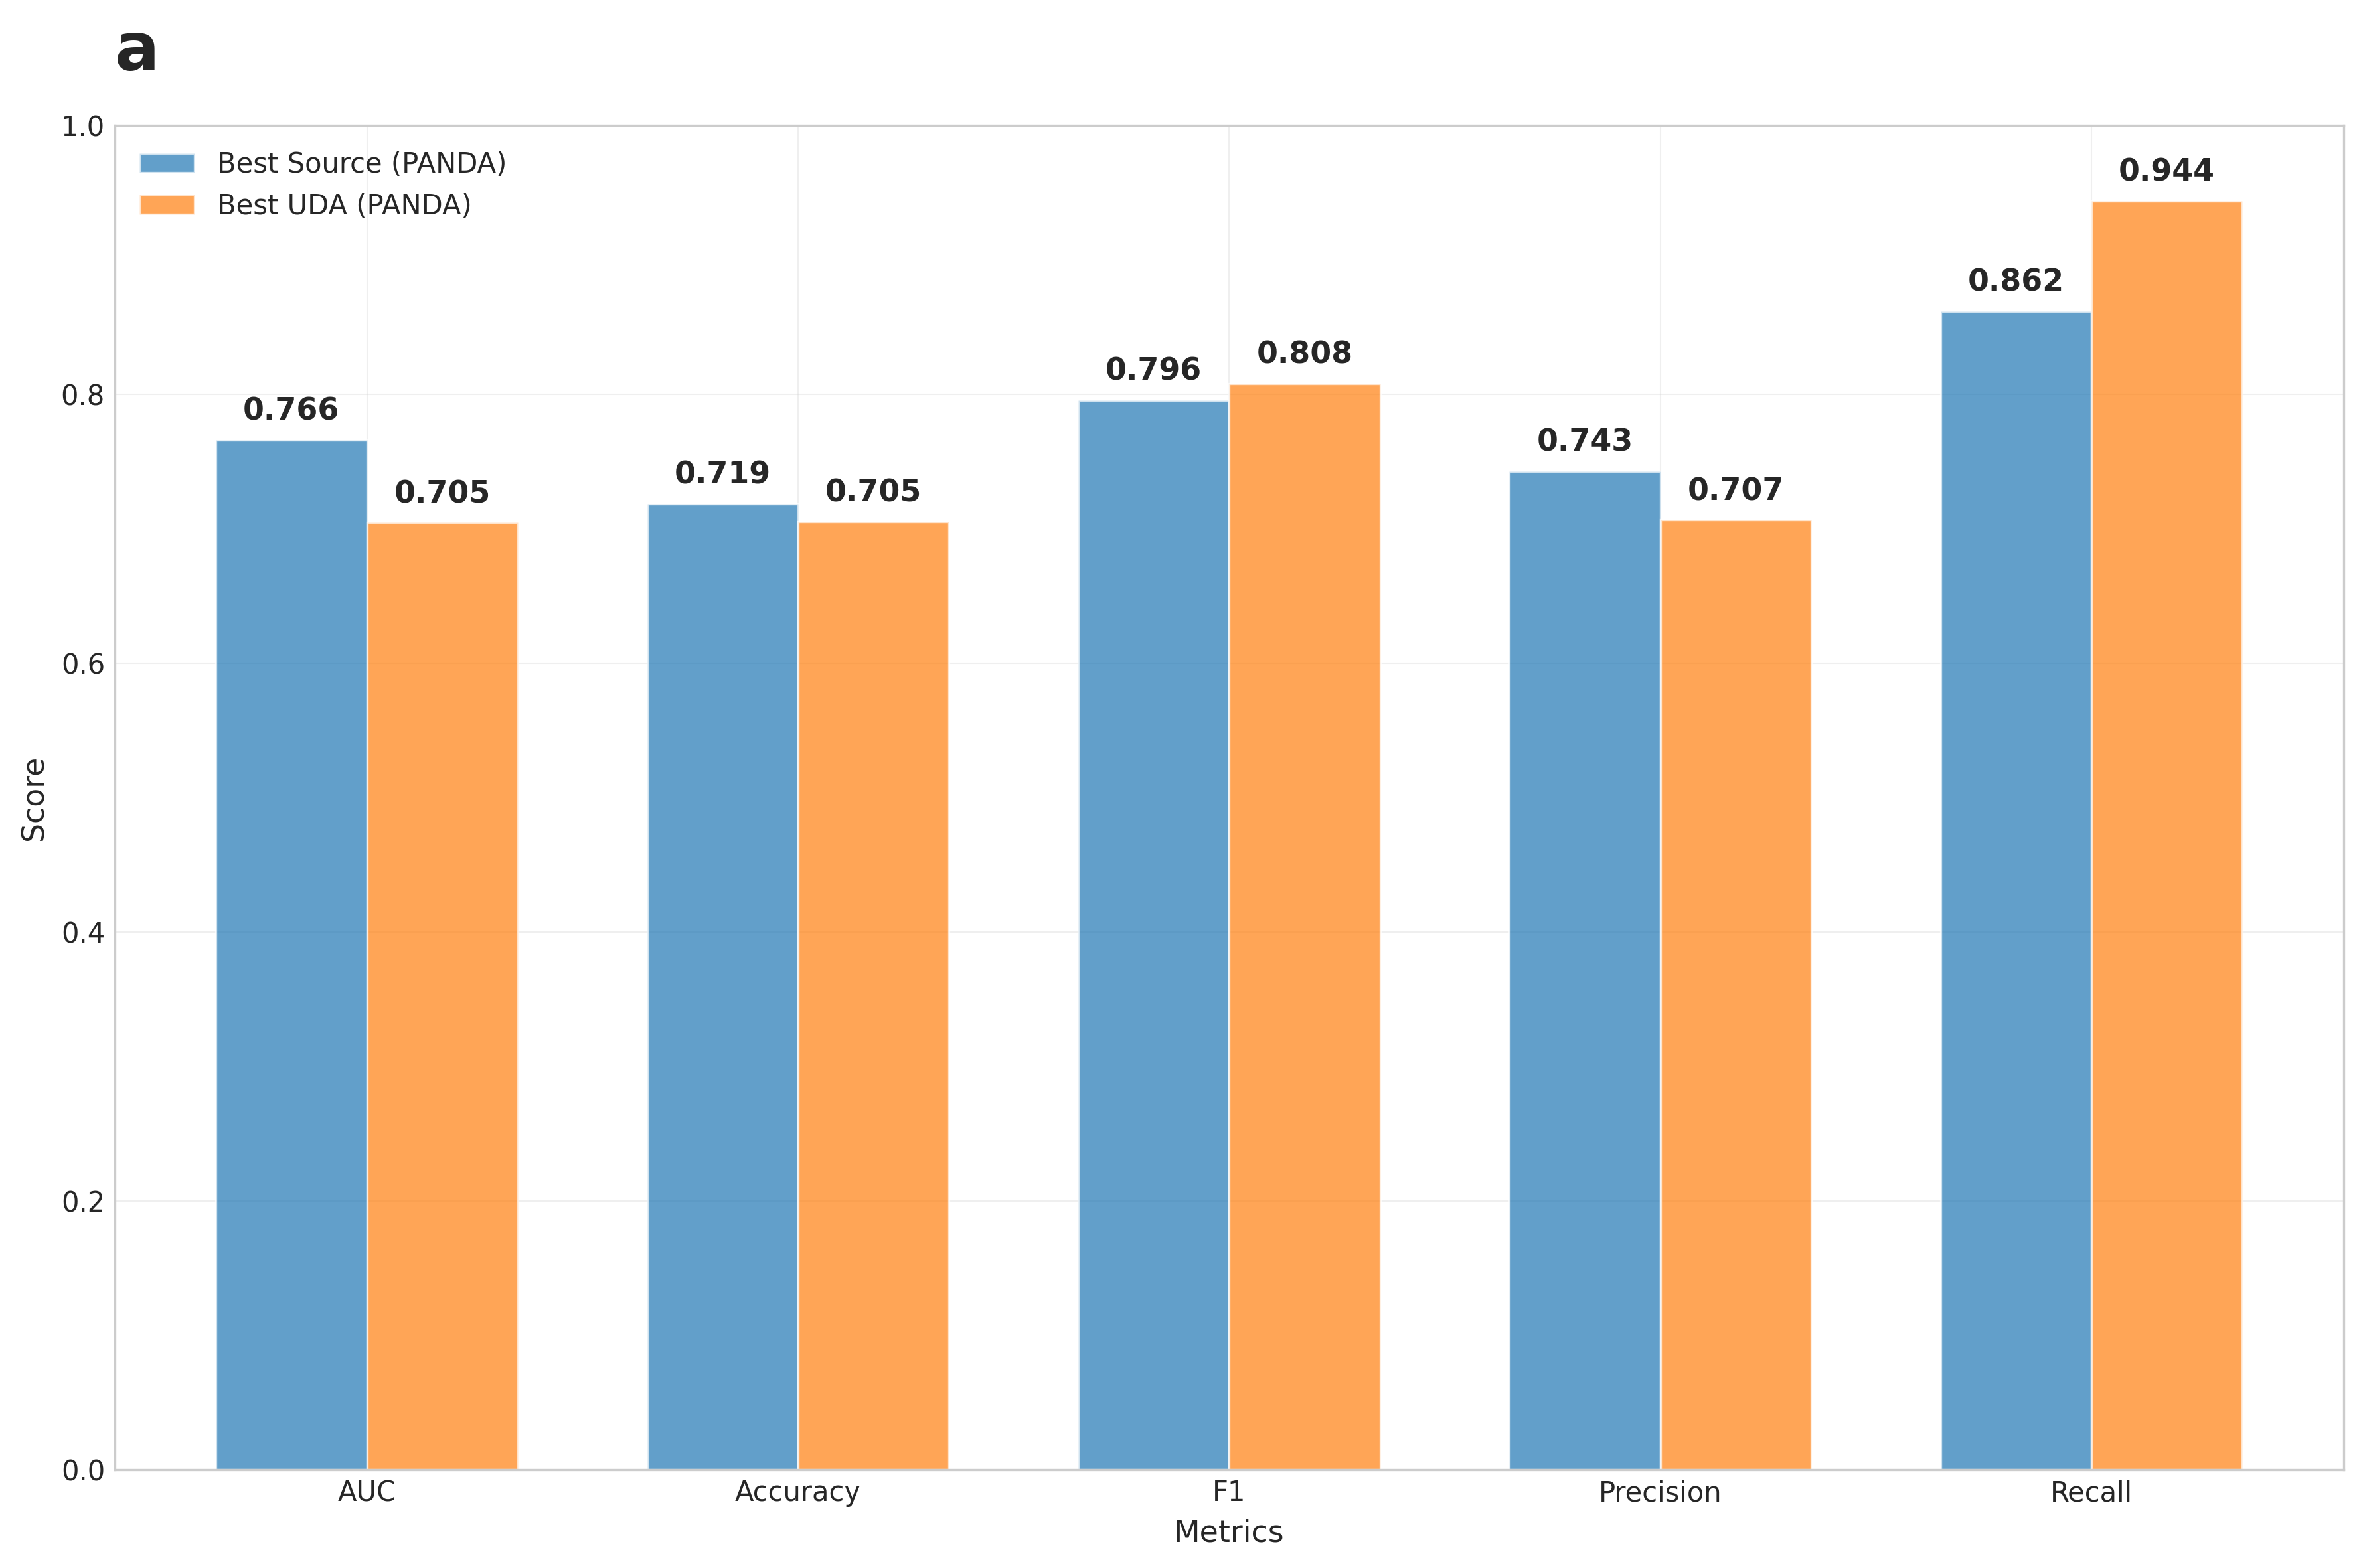 a
1.0
0.8
0.6
0.4
0.2
0.0
Score
Best Source (PANDA)
Best UDA (PANDA)
0.766
0.705
0.719
0.705
0.796
0.808
0.743
0.707
0.862
0.944
AUC
Accuracy
F1
Precision
Recall
Metrics